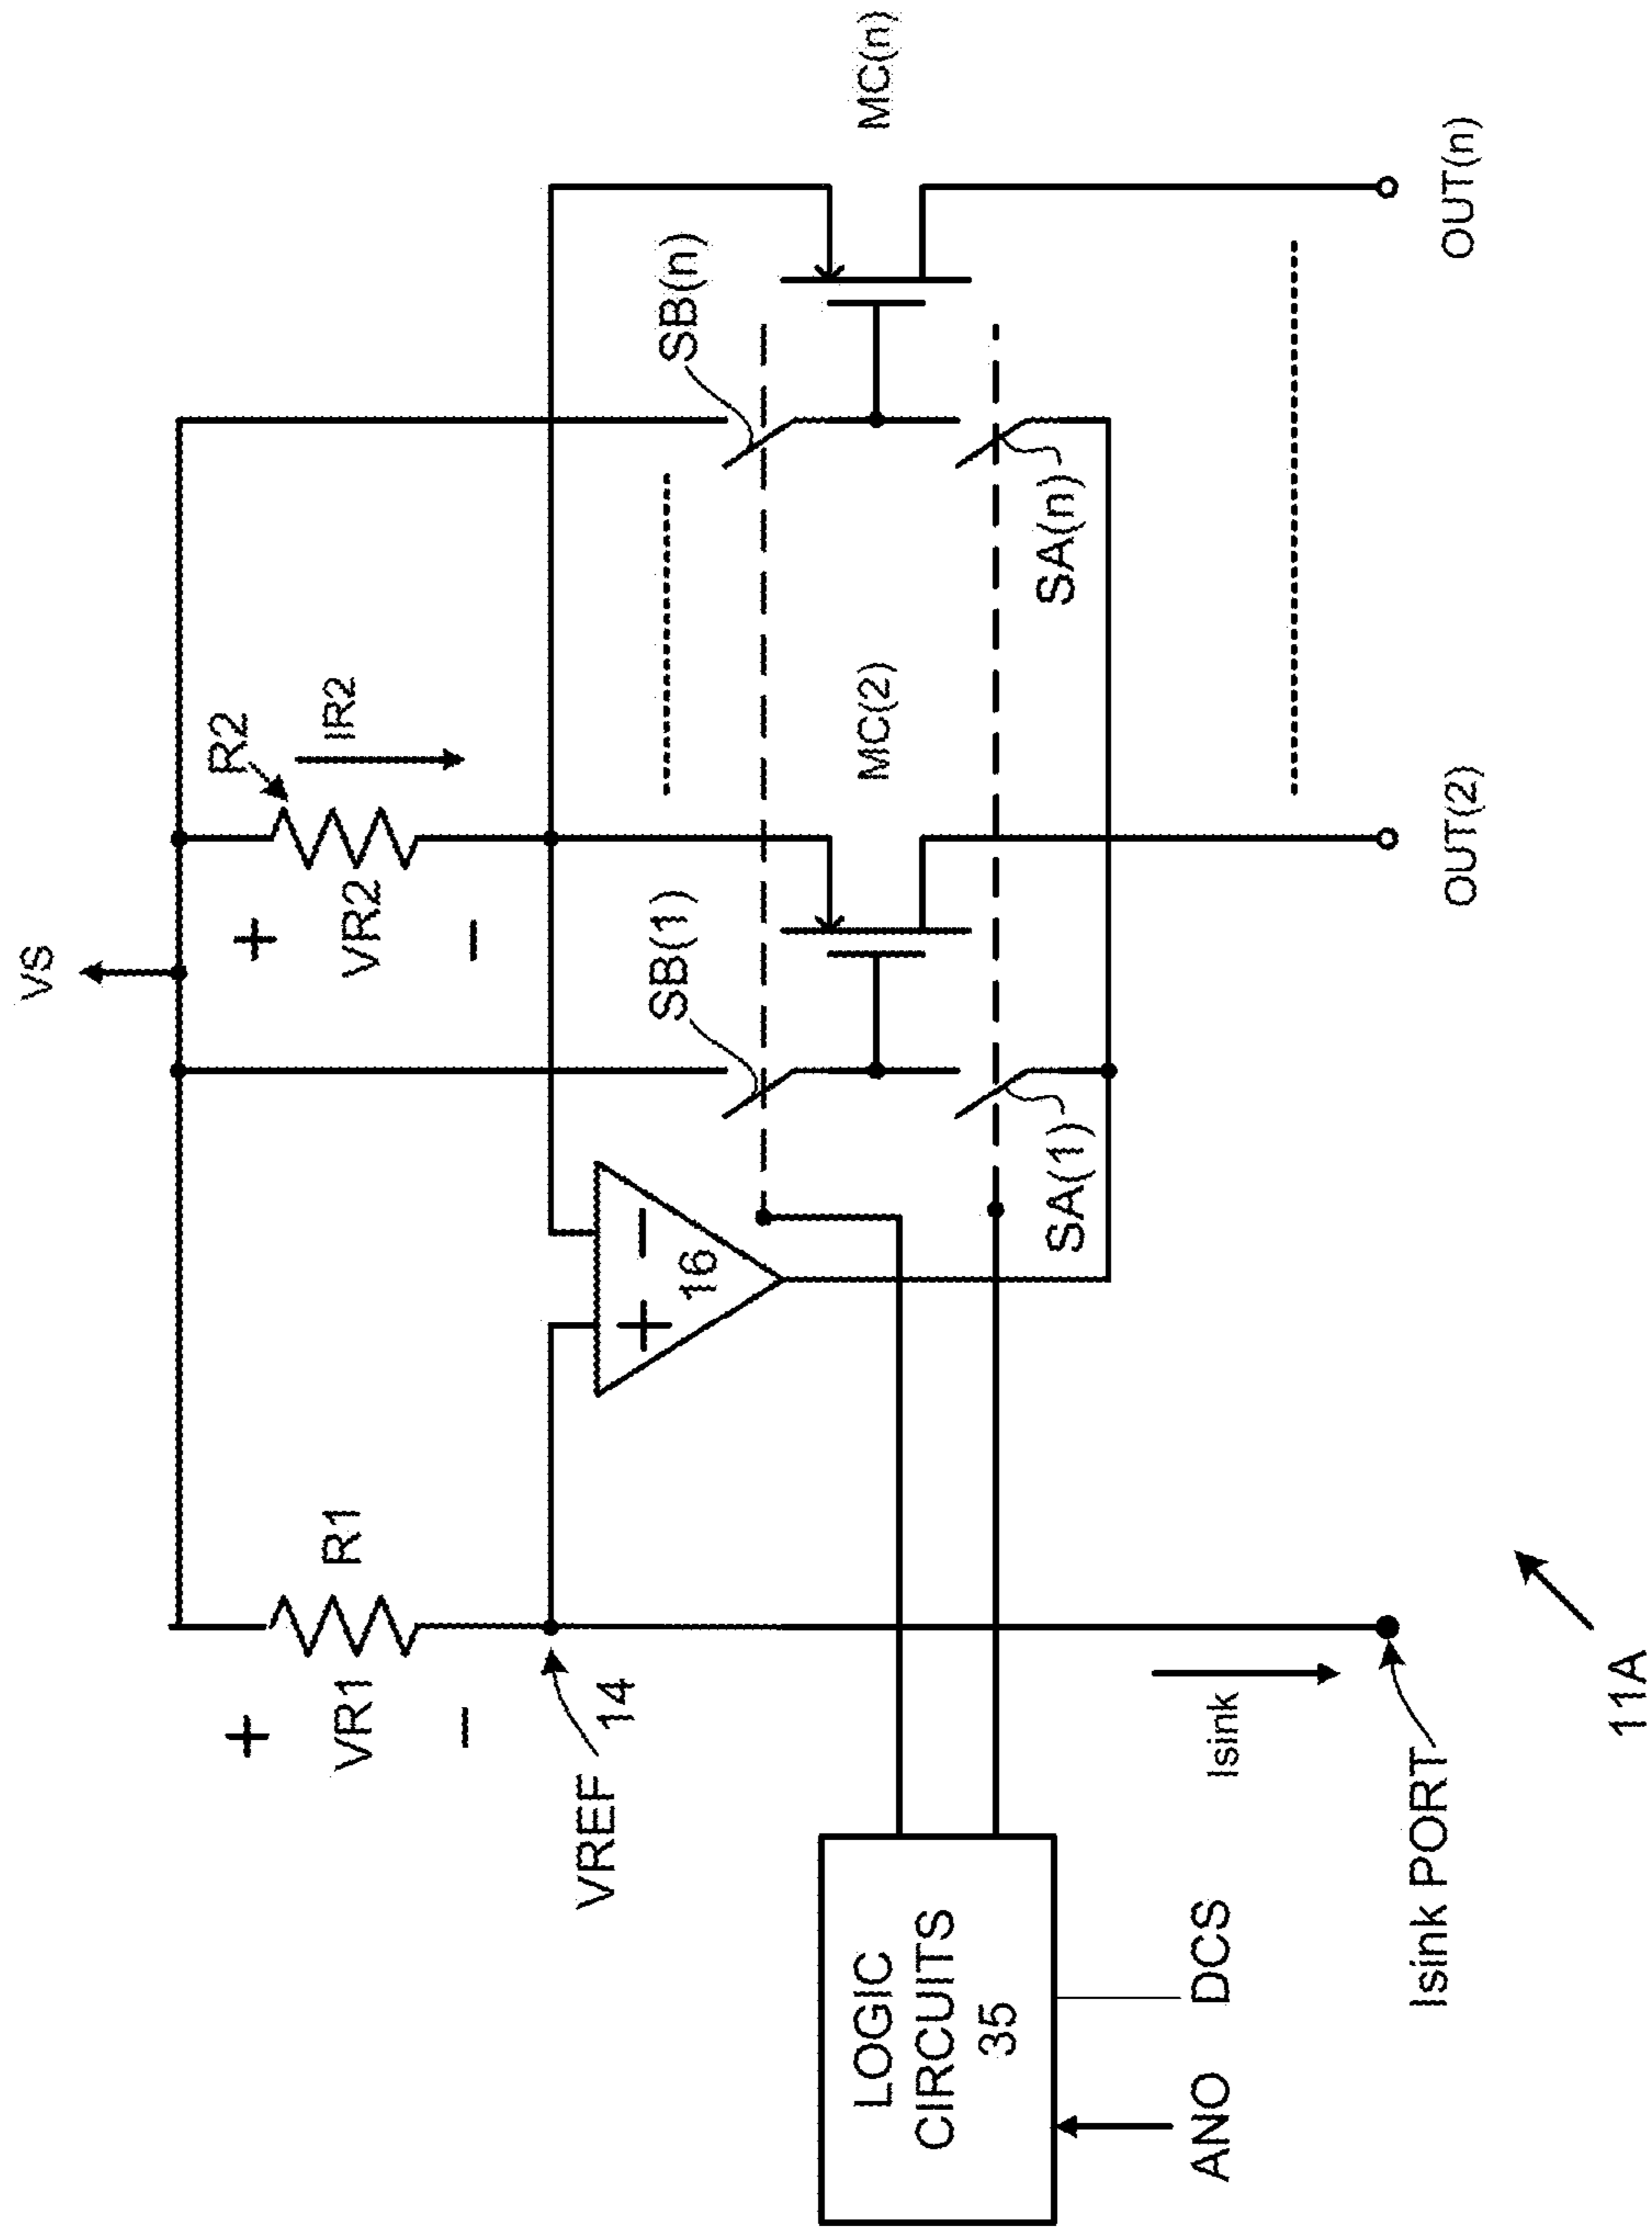 VS
+
VR1
−
R1
+
VR2
−
R2
IR2
VREF 14
+
−
16
SB(1)
SB(n)
MC(2)
MC(n)
SA(1)
SA(n)
LOGIC
CIRCUITS
35
ANO
DCS
Isink
Isink PORT
OUT(2)
OUT(n)
11A